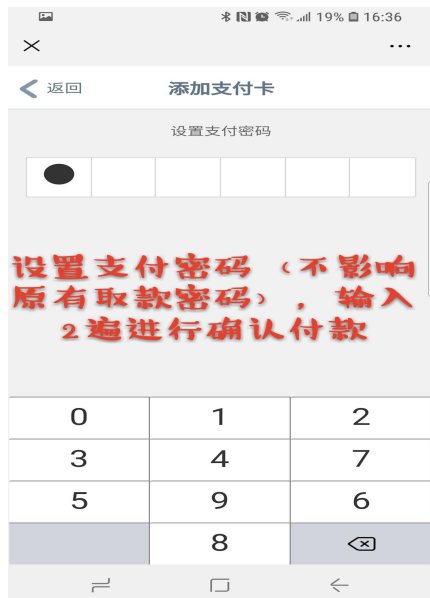 19% 16:36
返回
添加支付卡
设置支付密码
设置支付密码（不影响
原有取款密码），输入
2遍进行确认付款
0 1 2
3 4 7
5 9 6
8